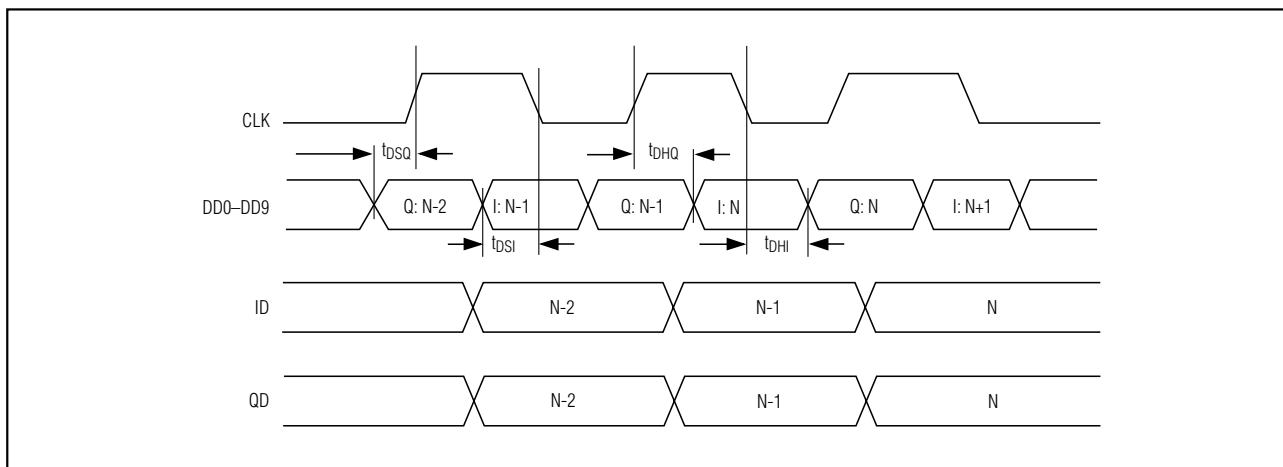 CLK
tDSQ
tDHQ
DD0–DD9
Q: N-2
I: N-1
Q: N-1
I: N
Q: N
I: N+1
tDSI
tDHI
ID
N-2
N-1
N
QD
N-2
N-1
N